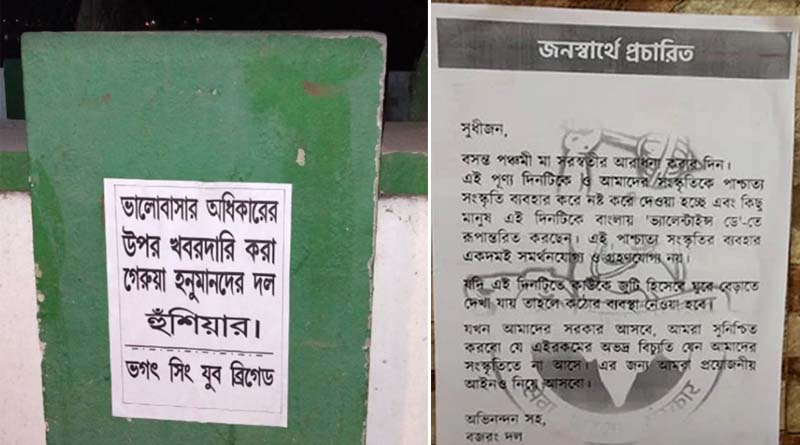 ভালোবাসার অধিকারের
উপর খবরদারি করা
গেরুয়া হনুমানদের দল
হুঁশিয়ার।
ভগৎ সিং যুব ব্রিগেড
জনস্বার্থে প্রচারিত
সুধীজন,
বসন্ত পঞ্চমী মা সরস্বতীর আরাধনা করার দিন।
এই পূণ্য দিনটিকে ও আমাদের সংস্কৃতিকে পাশ্চাত্য
সংস্কৃতি ব্যবহার করে নষ্ট করে দেওয়া হচ্ছে এবং কিছু
মানুষ এই দিনটিকে বাংলায় 'ভ্যালেন্টাইন্স ডে'-তে
রূপান্তরিত করছেন। এই পাশ্চাত্য সংস্কৃতির ব্যবহার
একদমই সমর্থনযোগ্য ও গ্রহণযোগ্য নয়।
যদি এই দিনটিতে কাউকে জুটি হিসেবে ঘুরে বেড়াতে
দেখা যায় তাহলে কঠোর ব্যবস্থা নেওয়া হবে।
যখন আমাদের সরকার আসবে, আমরা সুনিশ্চিত
করবো যে এইরকমের অভদ্র বিচ্যুতি যেন আমাদের
সংস্কৃতিতে না আসে। এর জন্য আমরা প্রয়োজনীয়
আইনও নিয়ে আসবো।
অভিনন্দন সহ,
বজরং দল